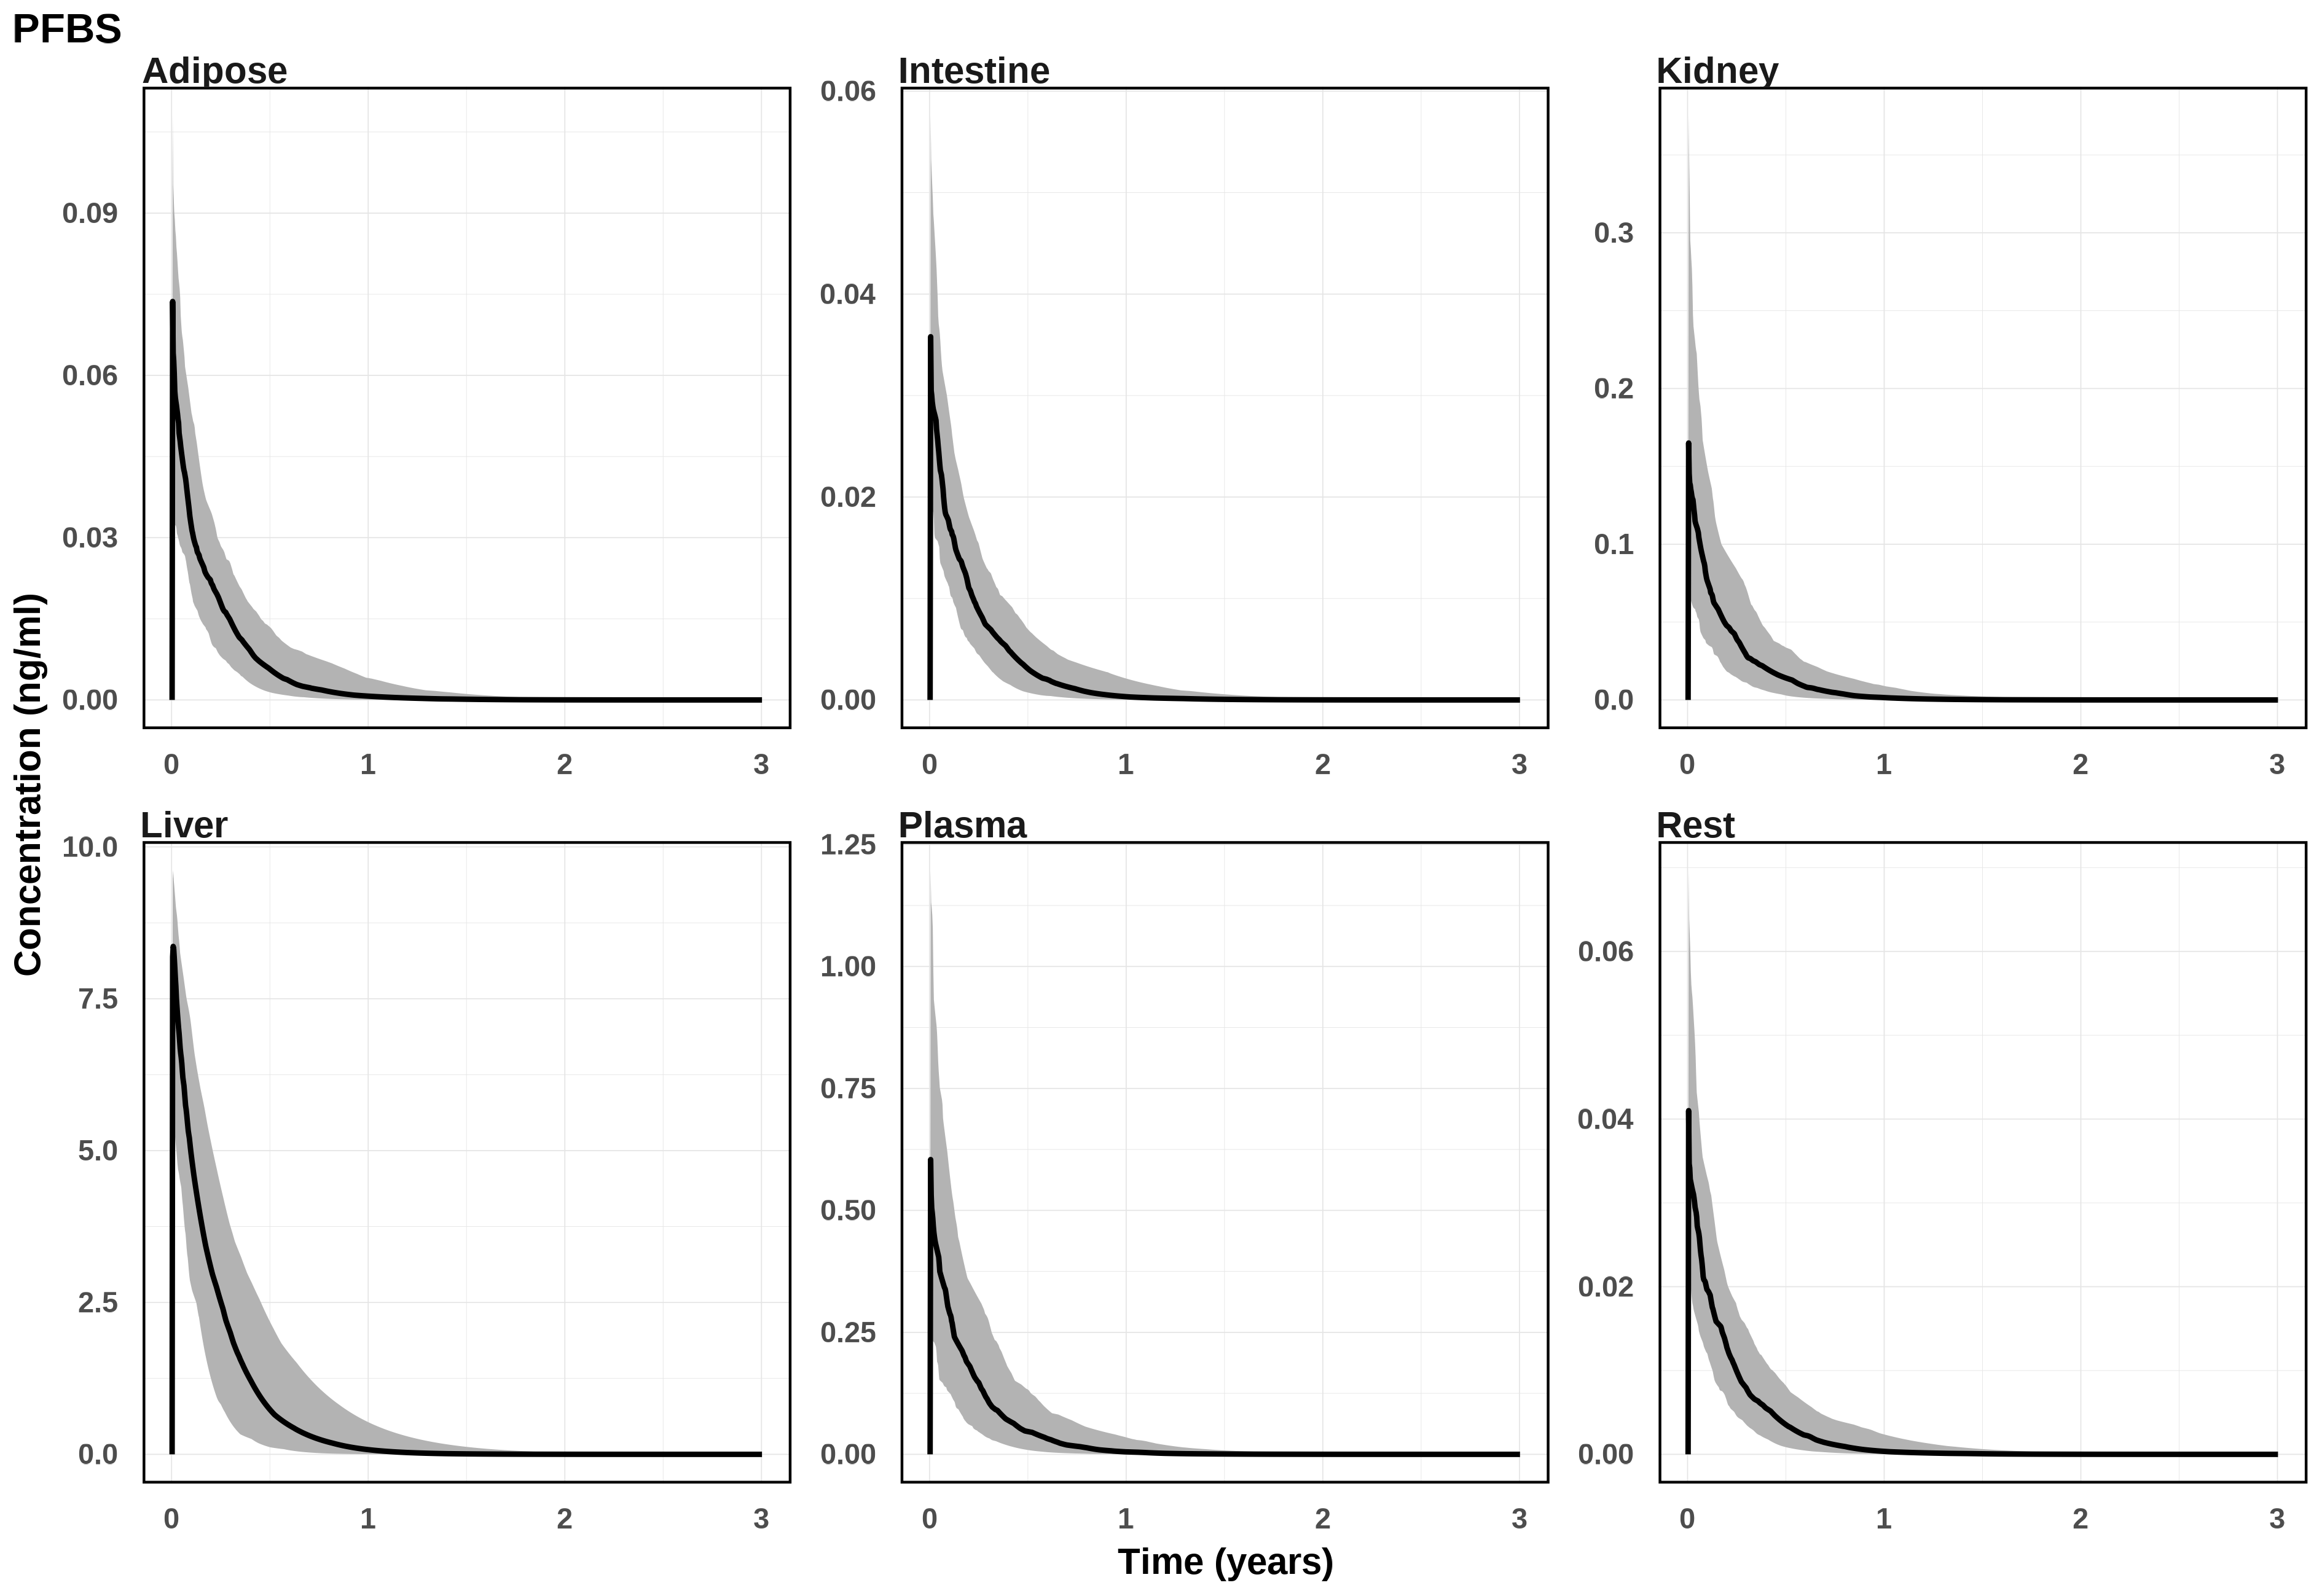 PFBS
Adipose
Intestine
Kidney
0.09
0.06
0.03
0.00
0.06
0.04
0.02
0.00
0.3
0.2
0.1
0.0
0 1 2 3
0 1 2 3
0 1 2 3
Concentration (ng/ml)
Liver
Plasma
Rest
10.0
7.5
5.0
2.5
0.0
1.25
1.00
0.75
0.50
0.25
0.00
0.06
0.04
0.02
0.00
0 1 2 3
0 1 2 3
0 1 2 3
Time (years)